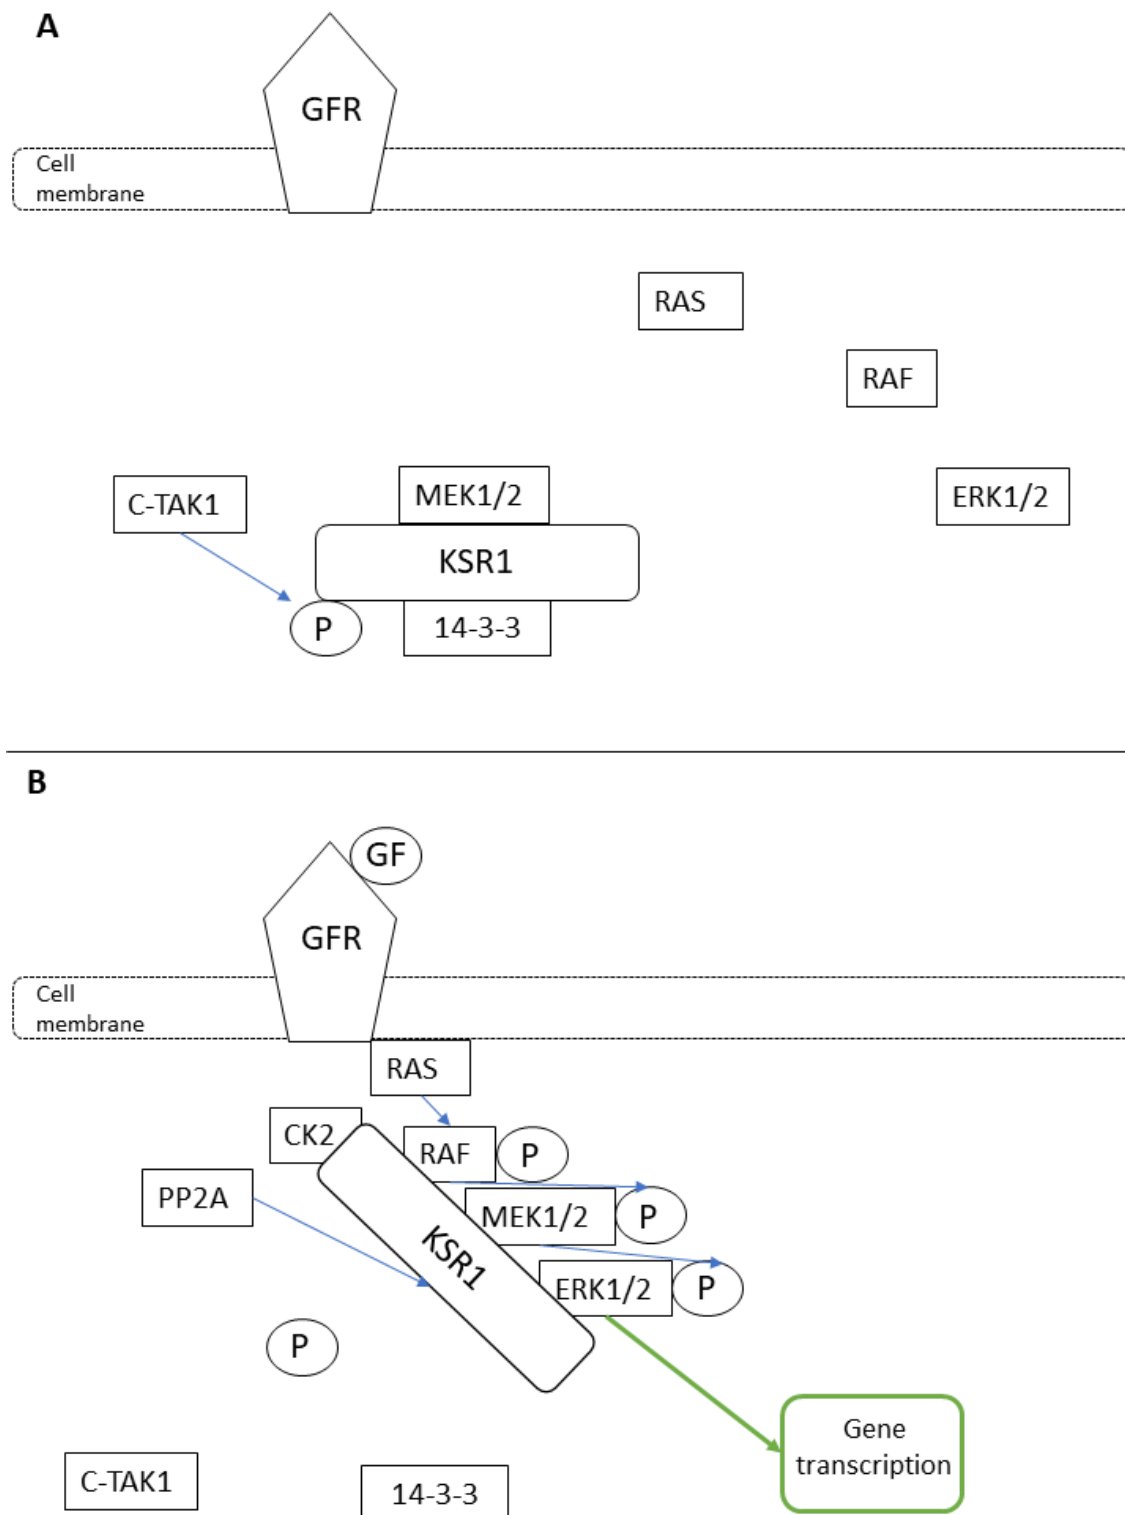 A
GFR
Cell
membrane
RAS
RAF
C-TAK1
MEK1/2
ERK1/2
KSR1
P
14-3-3
B
GF
GFR
Cell
membrane
RAS
CK2
RAF
P
PP2A
MEK1/2
P
KSR1
ERK1/2
P
P
Gene
transcription
C-TAK1
14-3-3